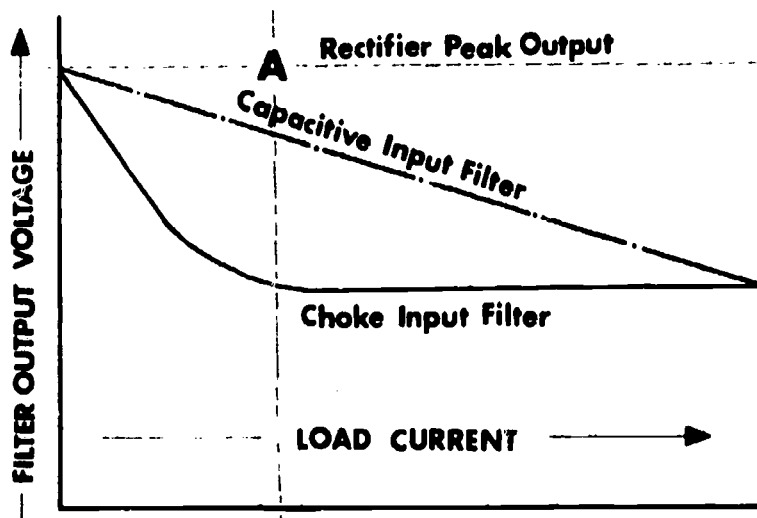 A Rectifier Peak Output
Capacitive Input Filter
Choke Input Filter
LOAD CURRENT
FILTER OUTPUT VOLTAGE